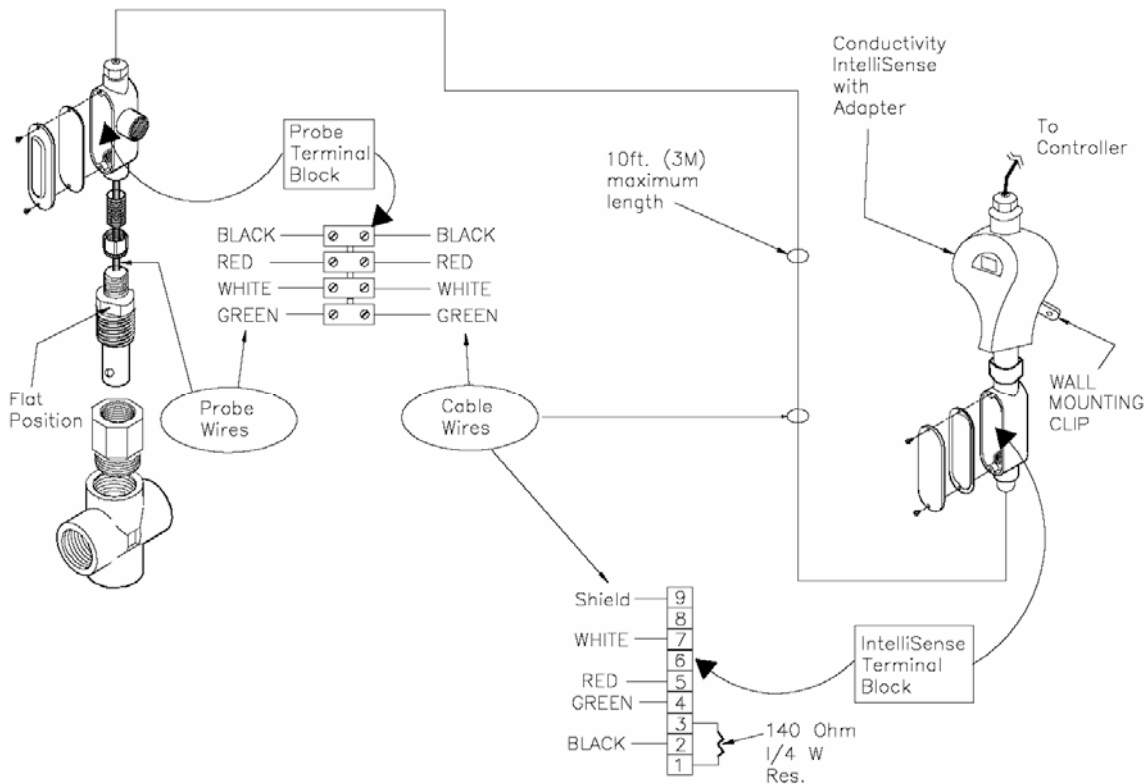 Conductivity
IntelliSense
with
Adapter
To
Controller
Probe
Terminal
Block
10ft. (3M)
maximum
length
BLACK BLACK
RED RED
WHITE WHITE
GREEN GREEN
Flat
Position
Probe
Wires
Cable
Wires
WALL
MOUNTING
CLIP
Shield 9
8
WHITE 7
6
RED 5
GREEN 4
3
BLACK 2
1
140 Ohm
1/4 W
Res.
IntelliSense
Terminal
Block